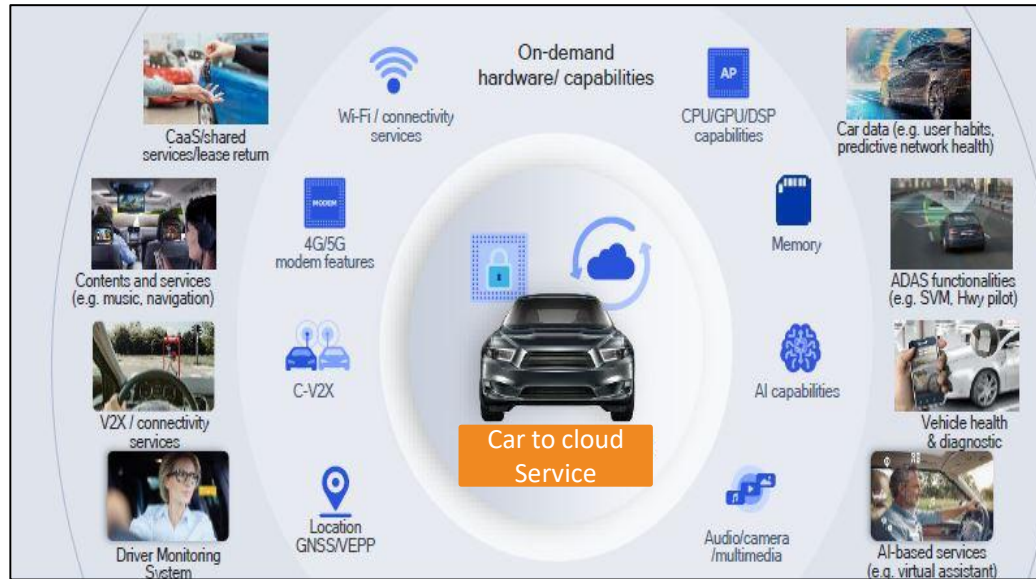 On-demand
hardware/ capabilities
CaaS/shared
services/lease return
Wi-Fi / connectivity
services
AP
CPU/GPU/DSP
capabilities
Car data (e.g. user habits,
predictive network health)
Contents and services
(e.g. music, navigation)
MODEM
4G/5G
modem features
Memory
ADAS functionalities
(e.g. SVM, Hwy pilot)
V2X / connectivity
services
C-V2X
AI capabilities
Vehicle health
& diagnostic
Car to cloud
Service
Driver Monitoring
System
Location
GNSS/VEPP
Audio/camera
/multimedia
AI-based services
(e.g. virtual assistant)